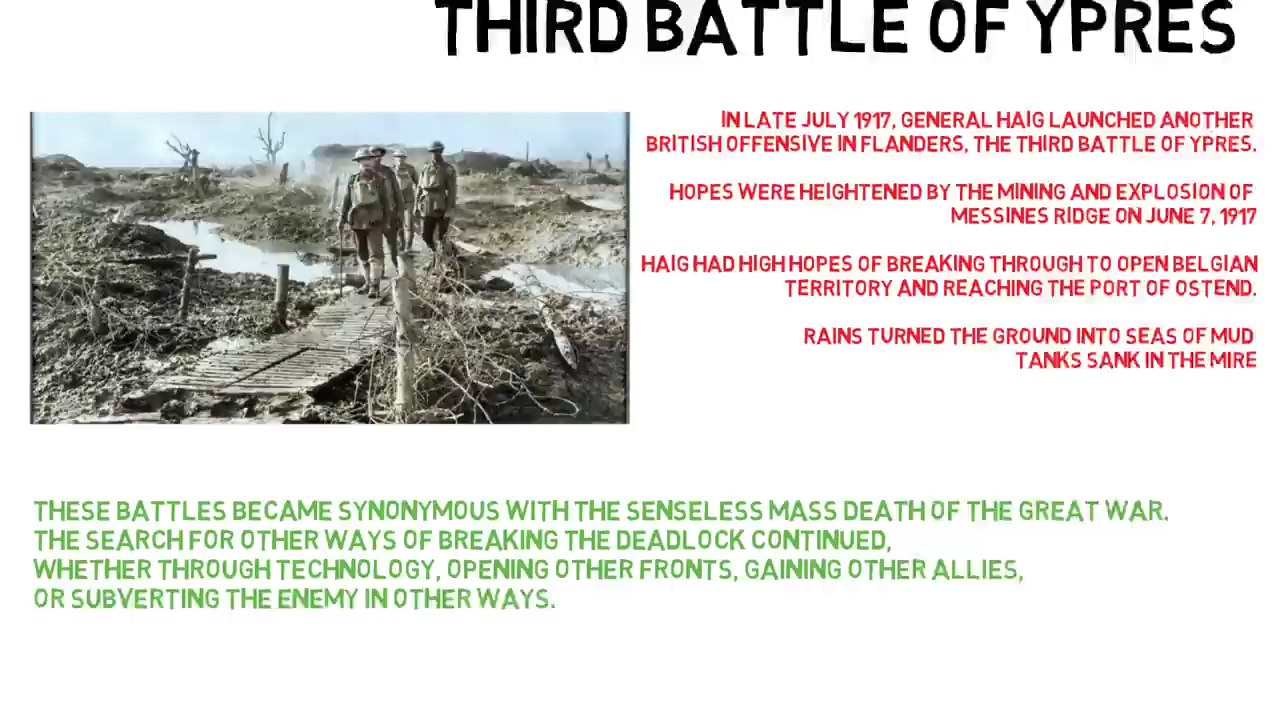 THIRD BATTLE OF YPRES
IN LATE JULY 1917, GENERAL HAIG LAUNCHED ANOTHER
BRITISH OFFENSIVE IN FLANDERS, THE THIRD BATTLE OF YPRES.
HOPES WERE HEIGHTENED BY THE MINING AND EXPLOSION OF
MESSINES RIDGE ON JUNE 7, 1917
HAIG HAD HIGH HOPES OF BREAKING THROUGH TO OPEN BELGIAN
TERRITORY AND REACHING THE PORT OF OSTEND.
RAINS TURNED THE GROUND INTO SEAS OF MUD
TANKS SANK IN THE MIRE
THESE BATTLES BECAME SYNONYMOUS WITH THE SENSELESS MASS DEATH OF THE GREAT WAR.
THE SEARCH FOR OTHER WAYS OF BREAKING THE DEADLOCK CONTINUED,
WHETHER THROUGH TECHNOLOGY, OPENING OTHER FRONTS, GAINING OTHER ALLIES,
OR SUBVERTING THE ENEMY IN OTHER WAYS.